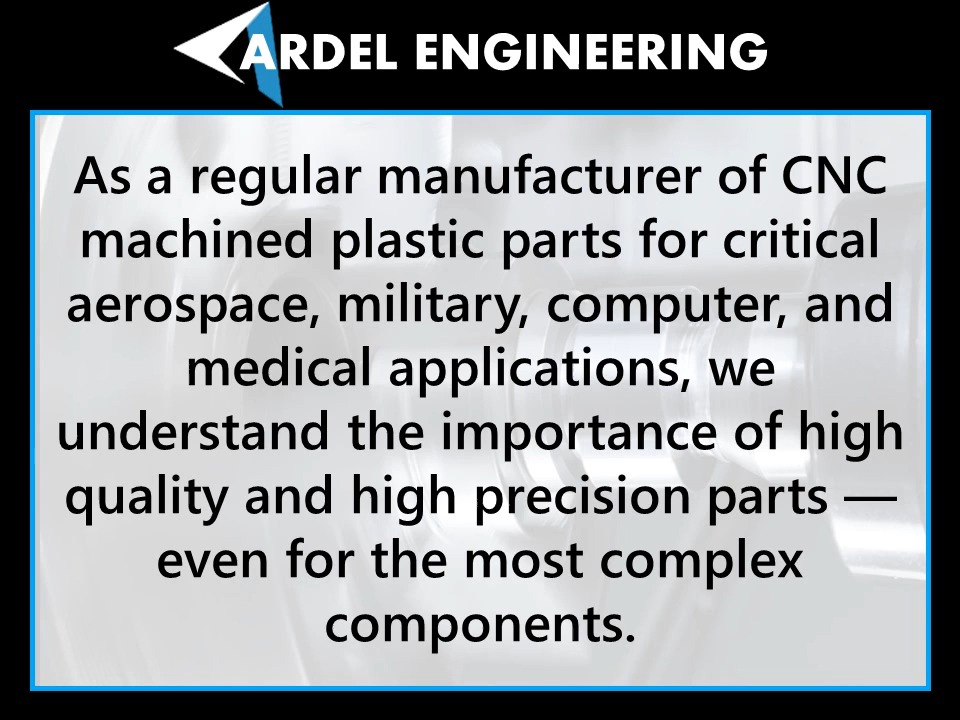 ARDEL ENGINEERING
As a regular manufacturer of CNC
machined plastic parts for critical
aerospace, military, computer, and
medical applications, we
understand the importance of high
quality and high precision parts —
even for the most complex
components.